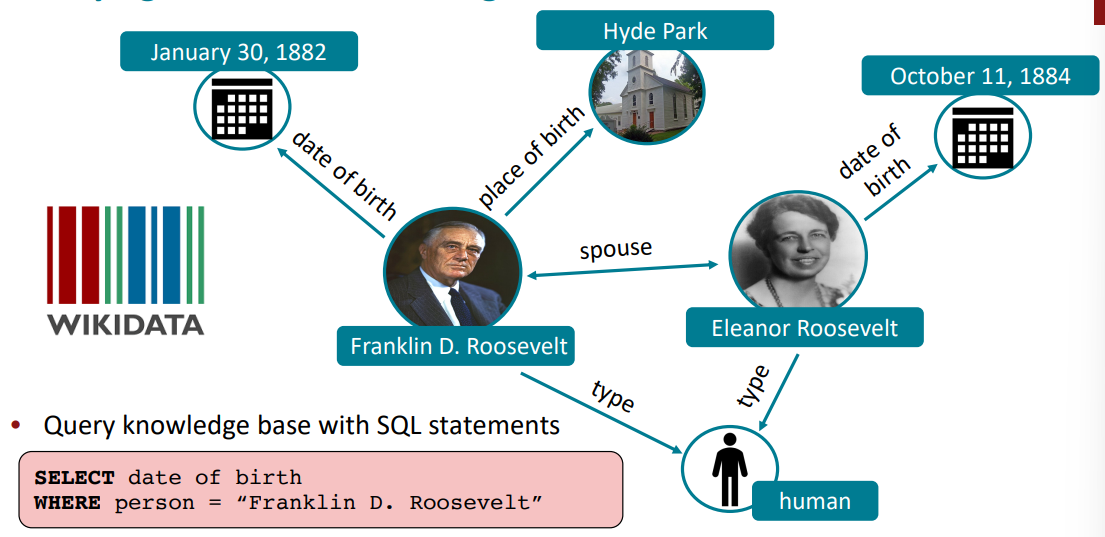 January 30, 1882
Hyde Park
October 11, 1884
date of birth
place of birth
date of
birth
spouse
WIKIDATA
Franklin D. Roosevelt
Eleanor Roosevelt
type
type
• Query knowledge base with SQL statements
SELECT date of birth
WHERE person = “Franklin D. Roosevelt”
human